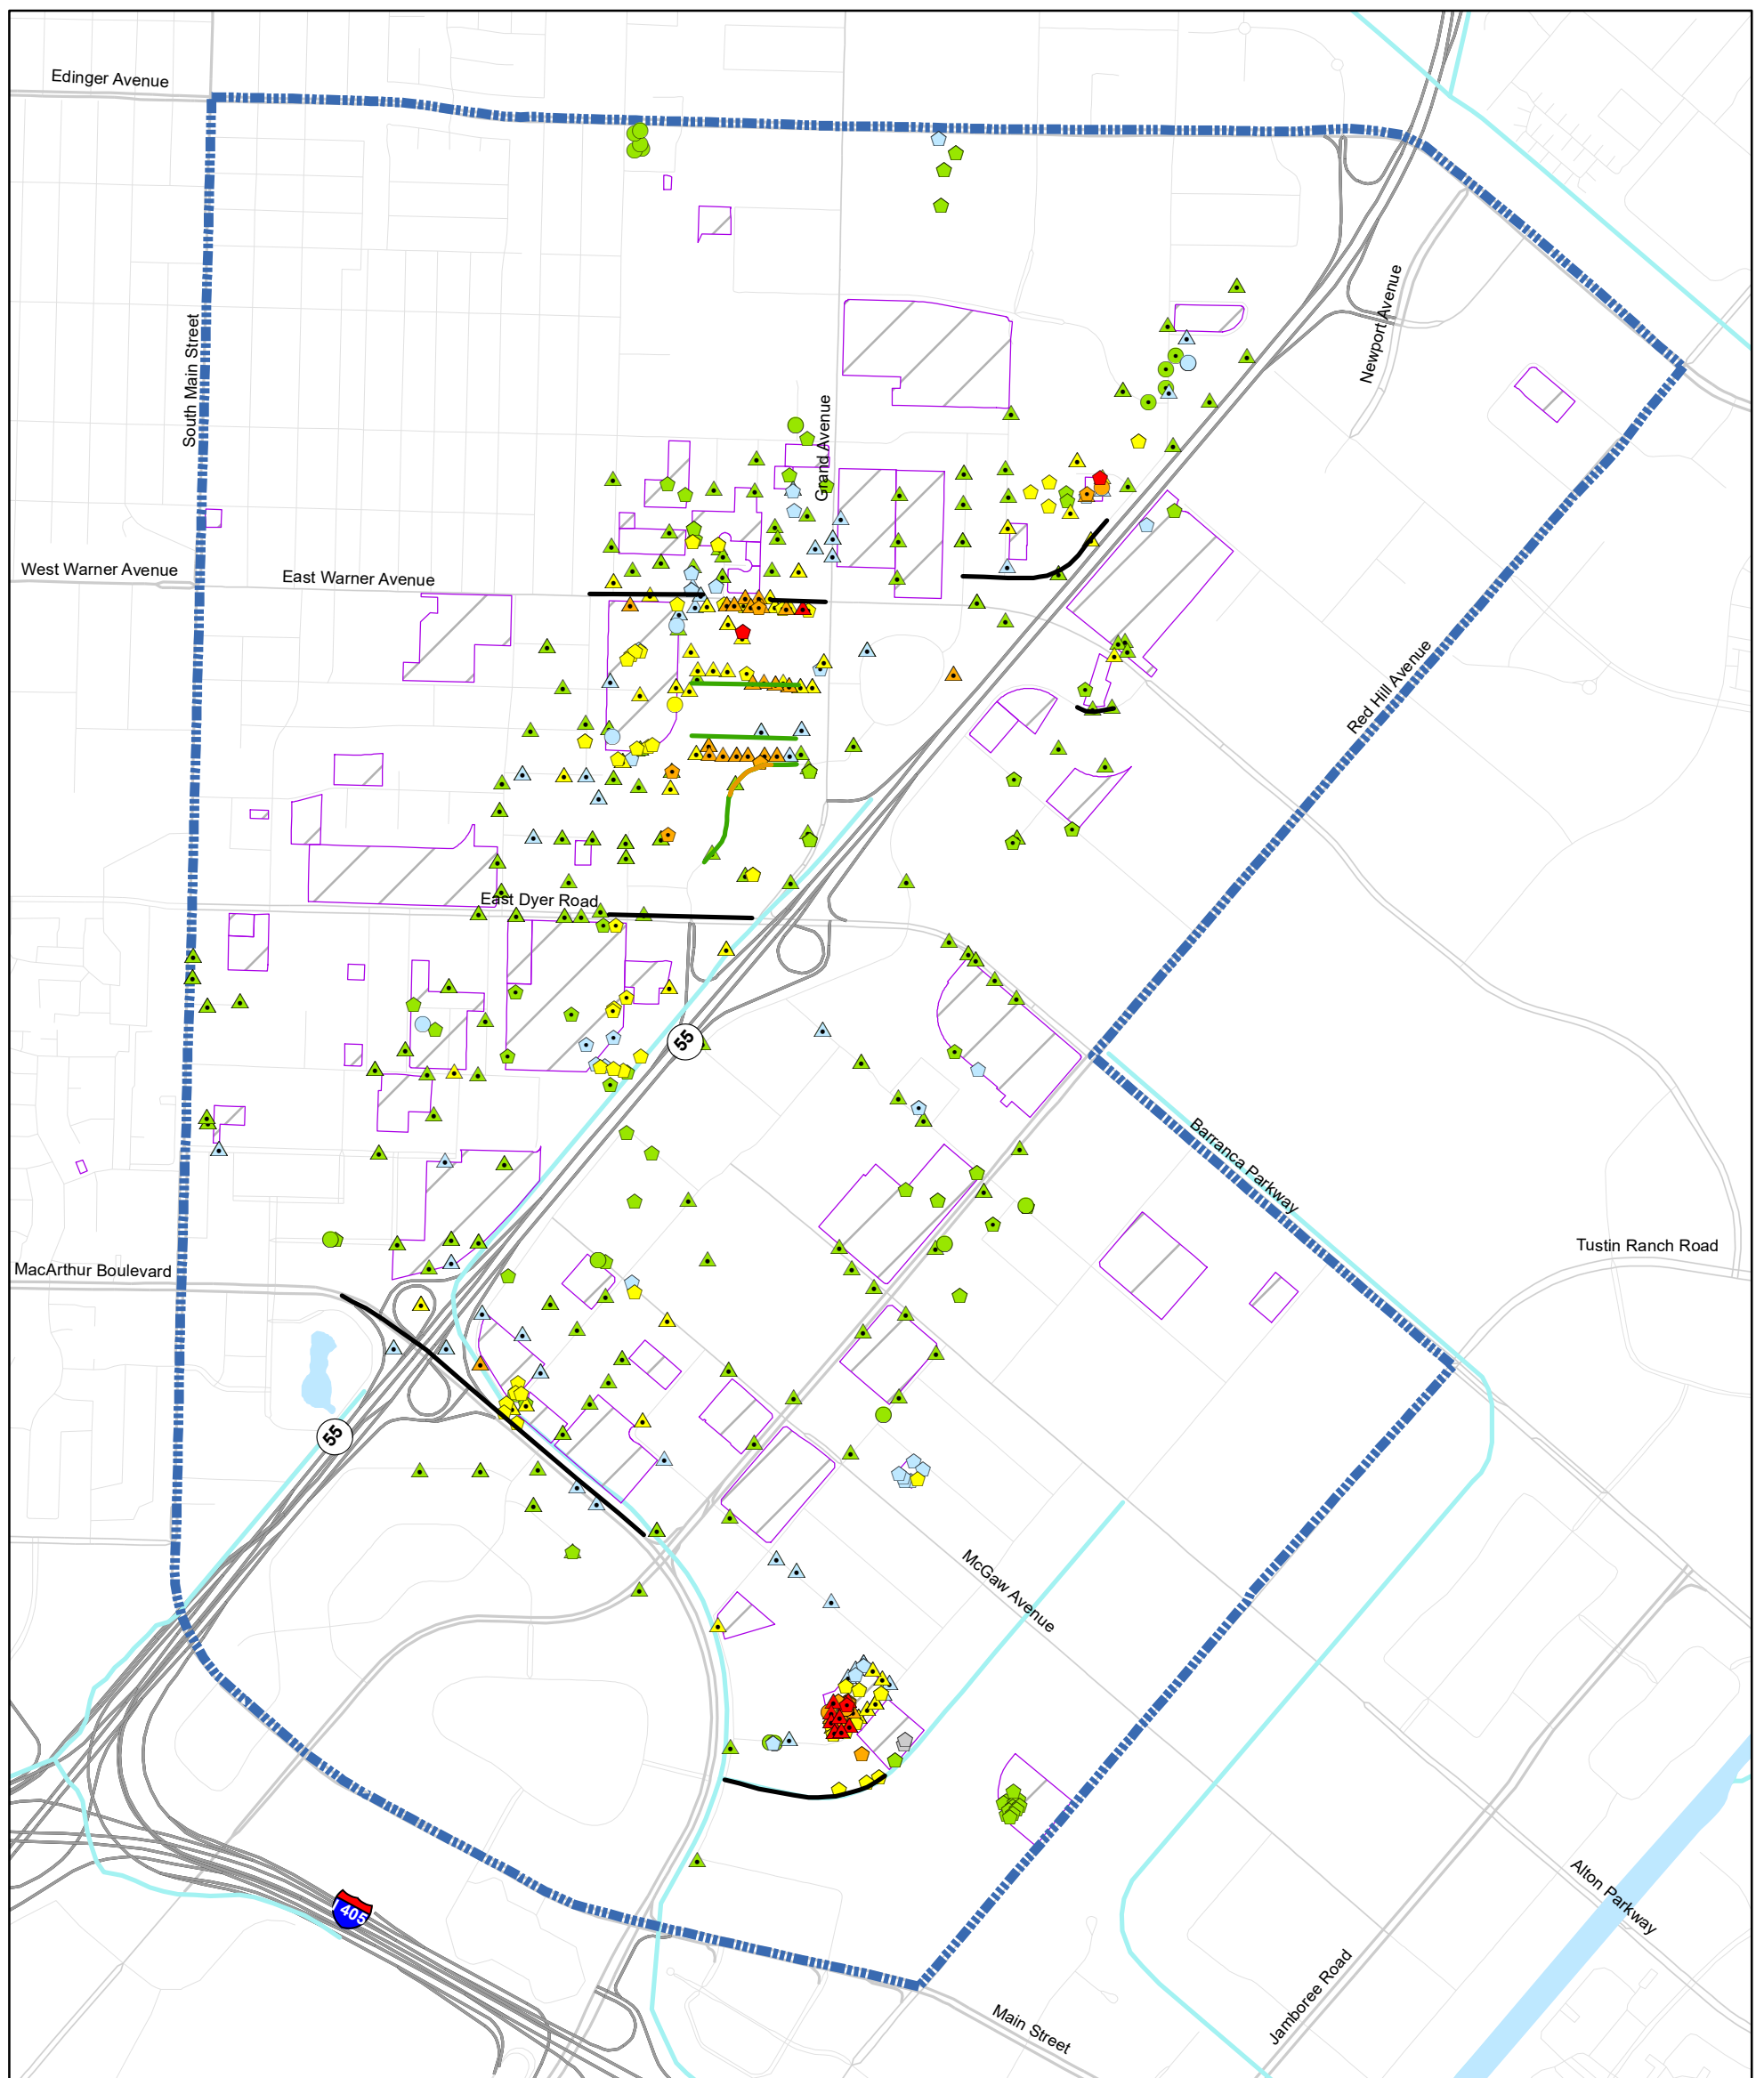 Edinger Avenue
Newport Avenue
South Main Street
Grand Avenue
West Warner Avenue
East Warner Avenue
Red Hill Avenue
East Dyer Road
55
Barranca Parkway
Tustin Ranch Road
MacArthur Boulevard
55
McGaw Avenue
Alton Parkway
405
Jamboree Road
Main Street